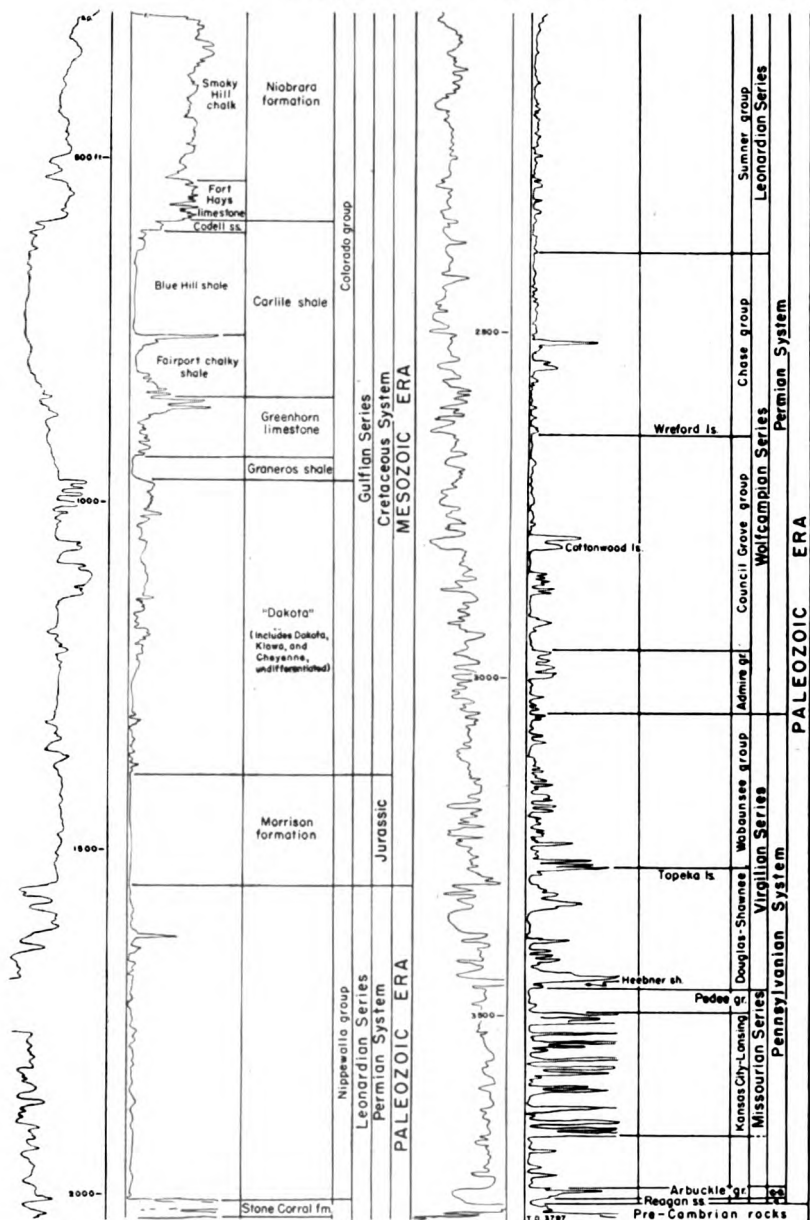 s.p.
500 ft
1000
1500
2000
Smoky
Hill
chalk
Niobrara
formation
Fort
Hays
limestone
Codell ss.
Blue Hill shale
Carlile shale
Fairport chalky
shale
Greenhorn
limestone
Graneros shale
"Dakota"
(Includes Dakota,
Kiowa, and
Cheyenne,
undifferentiated)
Morrison
formation
Stone Corral fm.
Colorado group
Nippewalla group
Gulfian Series
Leonardian Series
Cretaceous System
Jurassic
Permian System
MESOZOIC ERA
PALEOZOIC ERA
2500
3000
3500
Wreford ls.
Cottonwood ls.
Topeka ls.
Heebner sh.
Pedee gr.
Arbuckle gr.
Reagan ss
Pre-Cambrian rocks
T.D. 3787
Sumner group
Chase group
Council Grove group
Admire gr.
Wabaunsee group
Douglas-Shawnee
Kansas City-Lansing
Leonardian Series
Wolfcampian Series
Virgilian Series
Missourian Series
Permian System
Pennsylvanian System
PALEOZOIC ERA